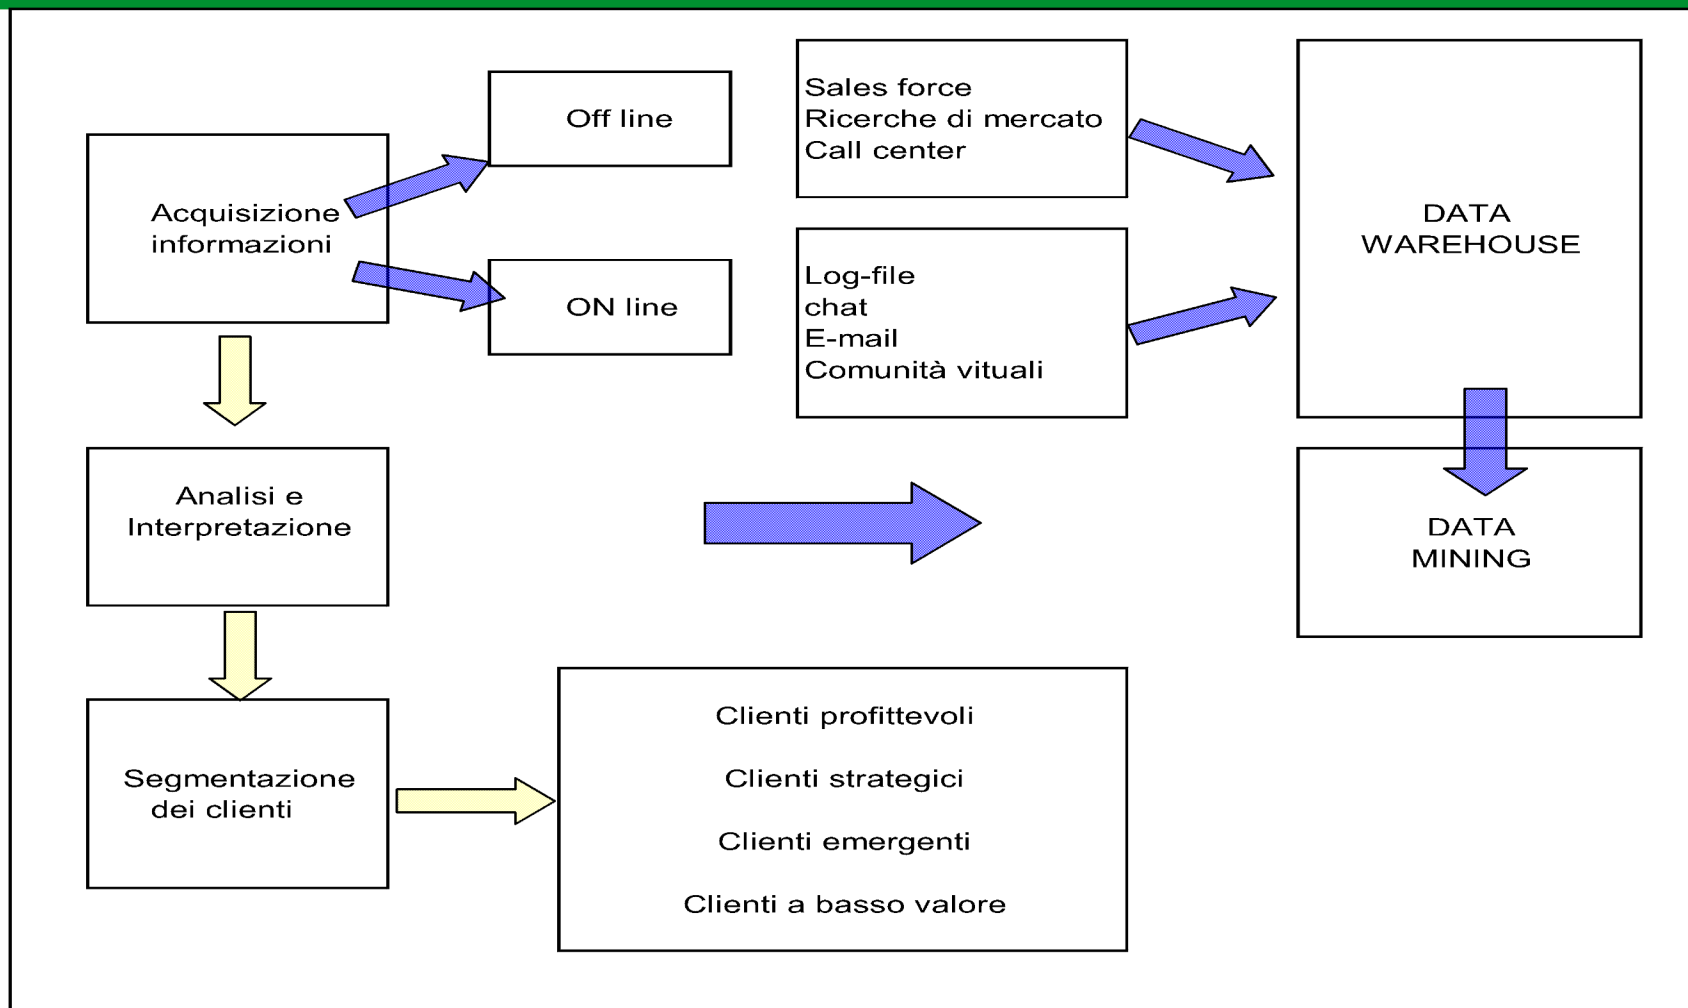 Off line
Sales force
Ricerche di mercato
Call center
Acquisizione
informazioni
DATA
WAREHOUSE
ON line
Log-file
chat
E-mail
Comunità vituali
Analisi e
Interpretazione
DATA
MINING
Segmentazione
dei clienti
Clienti profittevoli
Clienti strategici
Clienti emergenti
Clienti a basso valore